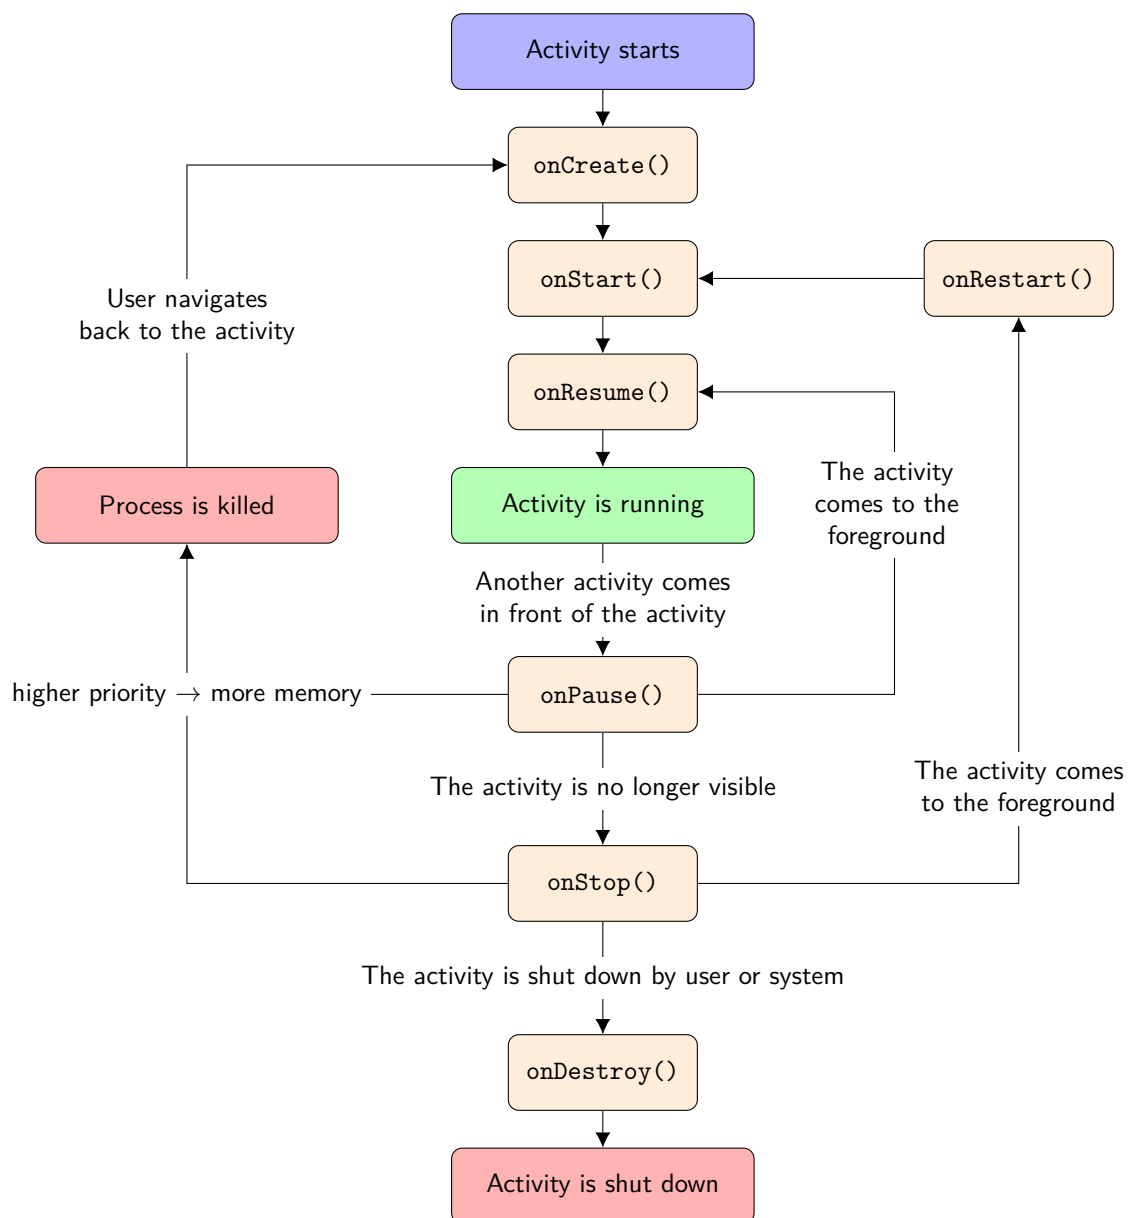 Activity starts
onCreate()
onStart()
onRestart()
User navigates
back to the activity
onResume()
Process is killed
Activity is running
The activity
comes to the
foreground
Another activity comes
in front of the activity
higher priority → more memory
onPause()
The activity is no longer visible
The activity comes
to the foreground
onStop()
The activity is shut down by user or system
onDestroy()
Activity is shut down